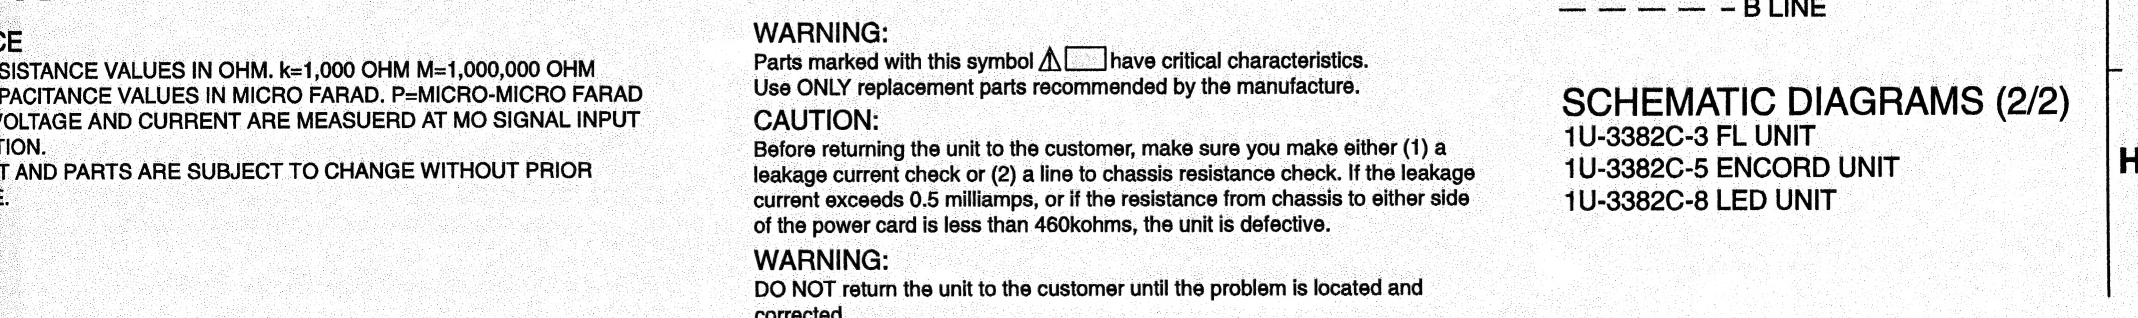 CE
SISTANCE VALUES IN OHM. k=1,000 OHM M=1,000,000 OHM
PACITANCE VALUES IN MICRO FARAD. P=MICRO-MICRO FARAD
VOLTAGE AND CURRENT ARE MEASUERD AT MO SIGNAL INPUT
TION.
T AND PARTS ARE SUBJECT TO CHANGE WITHOUT PRIOR
E.
WARNING:
Parts marked with this symbol ⚠ have critical characteristics.
Use ONLY replacement parts recommended by the manufacture.
CAUTION:
Before returning the unit to the customer, make sure you make either (1) a
leakage current check or (2) a line to chassis resistance check. If the leakage
current exceeds 0.5 milliamps, or if the resistance from chassis to either side
of the power card is less than 460kohms, the unit is defective.
WARNING:
DO NOT return the unit to the customer until the problem is located and
corrected.
B LINE
SCHEMATIC DIAGRAMS (2/2)
1U-3382C-3 FL UNIT
1U-3382C-5 ENCORD UNIT
1U-3382C-8 LED UNIT
H